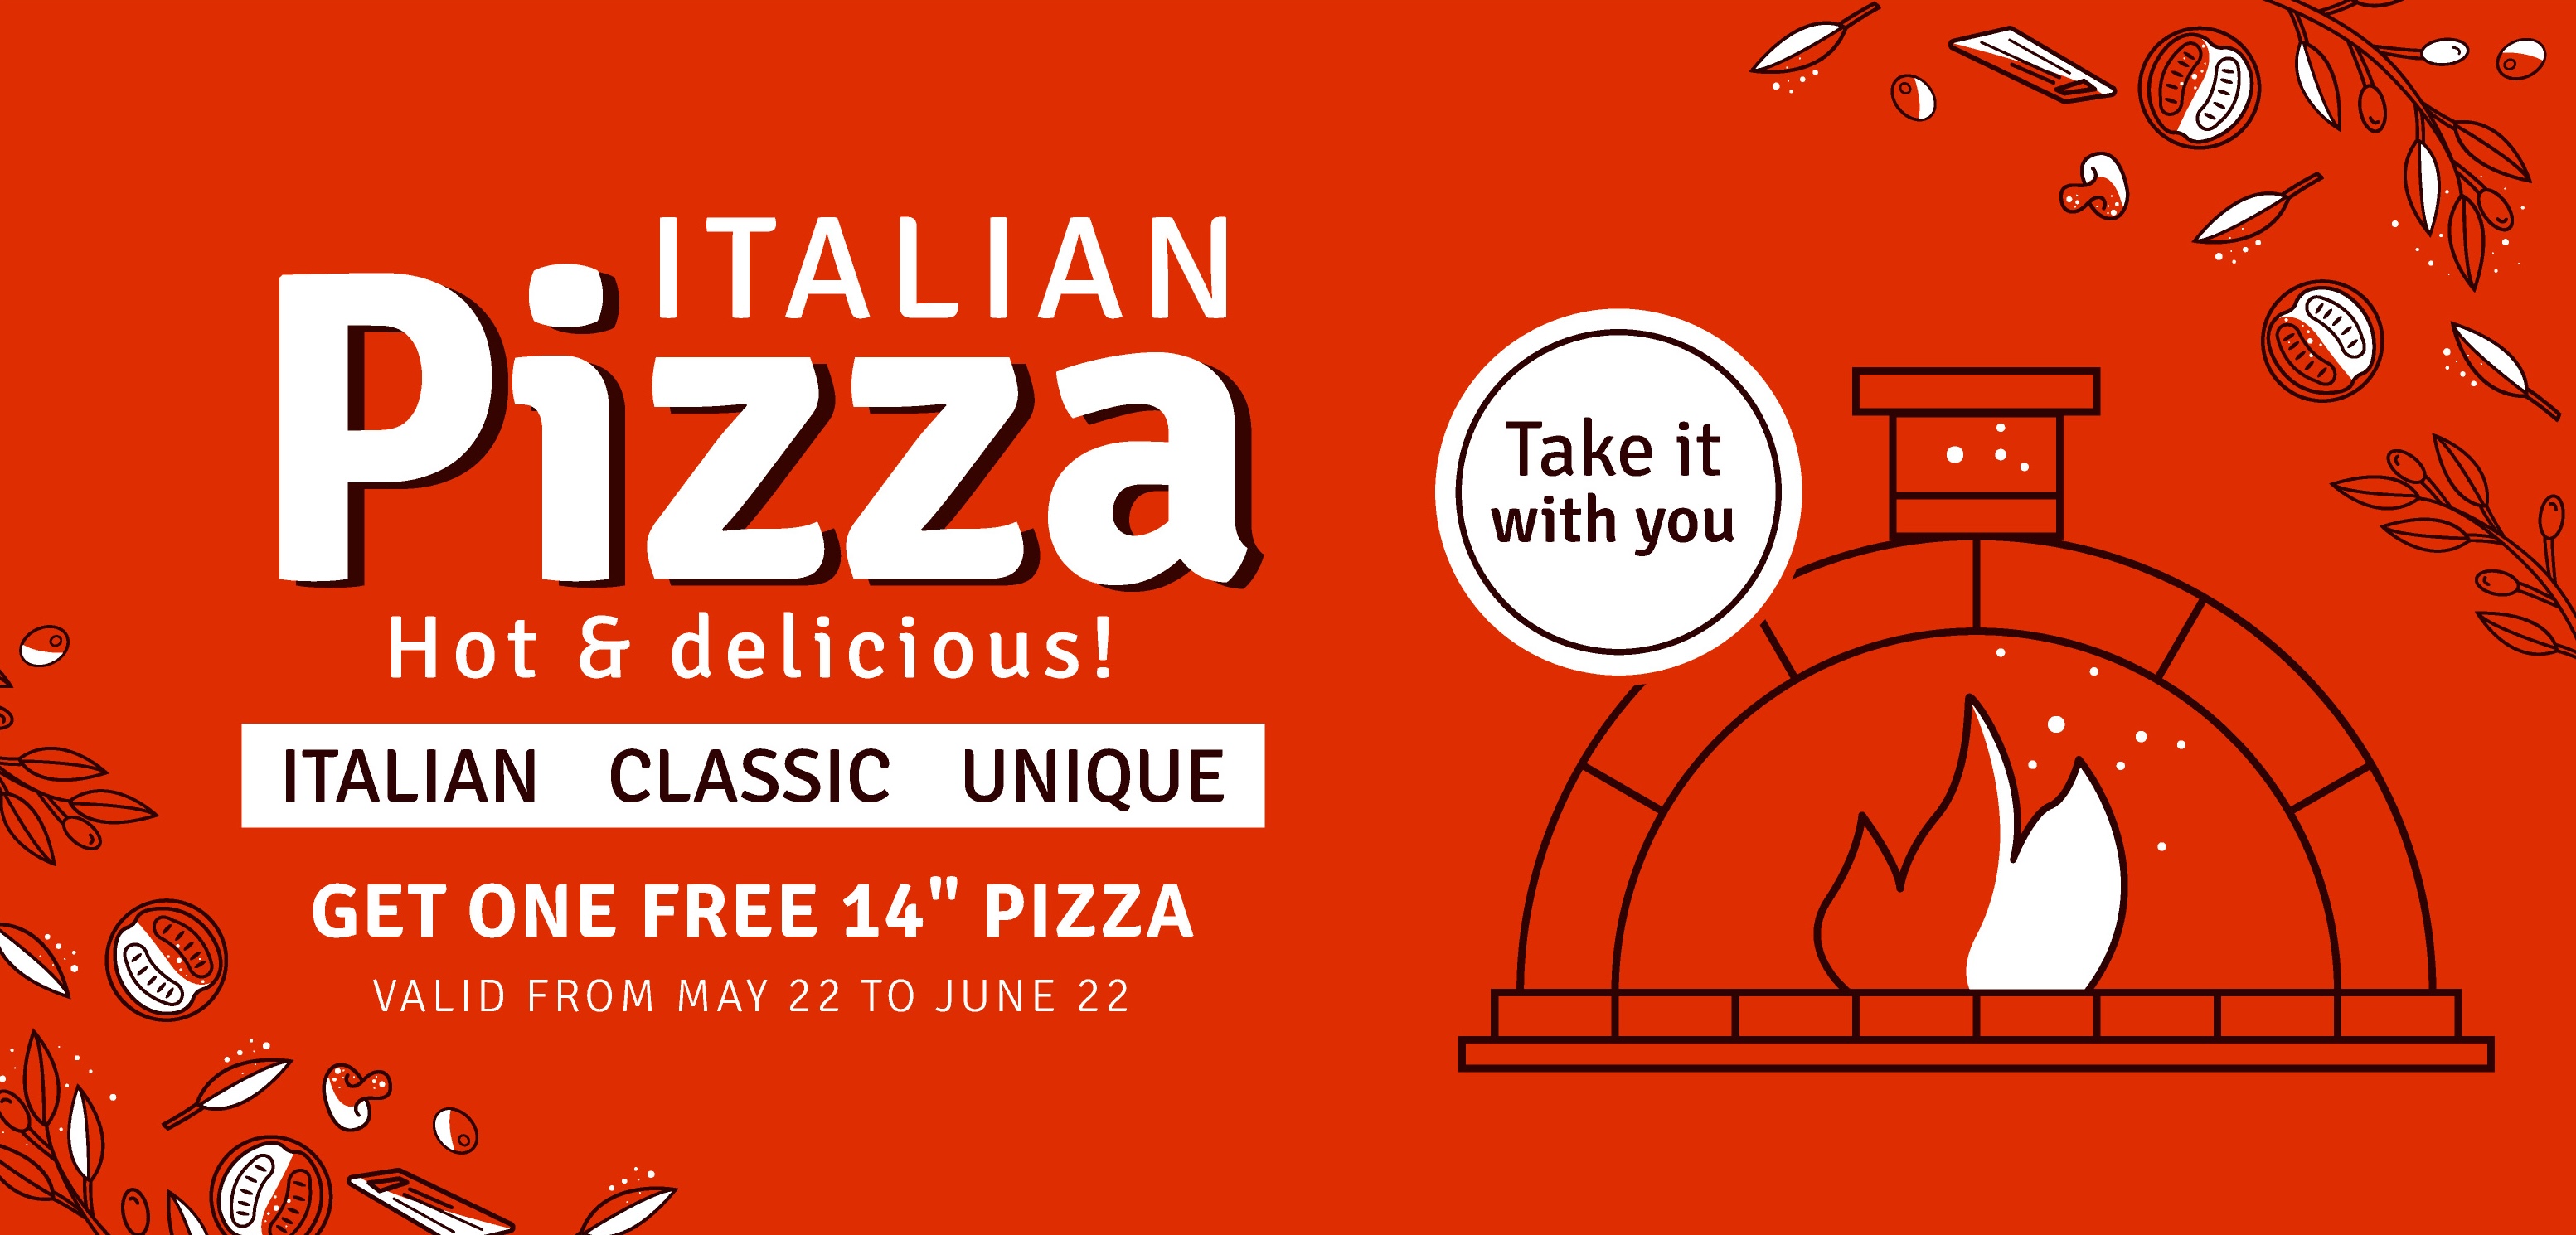 ITALIAN
Pizza
Hot & delicious!
ITALIAN CLASSIC UNIQUE
GET ONE FREE 14" PIZZA
VALID FROM MAY 22 TO JUNE 22
Take it
with you